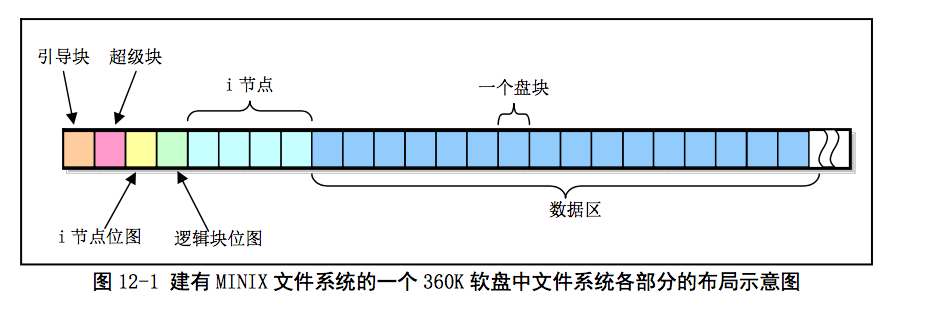 引导块 超级块
i 节点
一个盘块
数据区
i 节点位图 逻辑块位图
图 12-1 建有 MINIX 文件系统的一个 360K 软盘中文件系统各部分的布局示意图